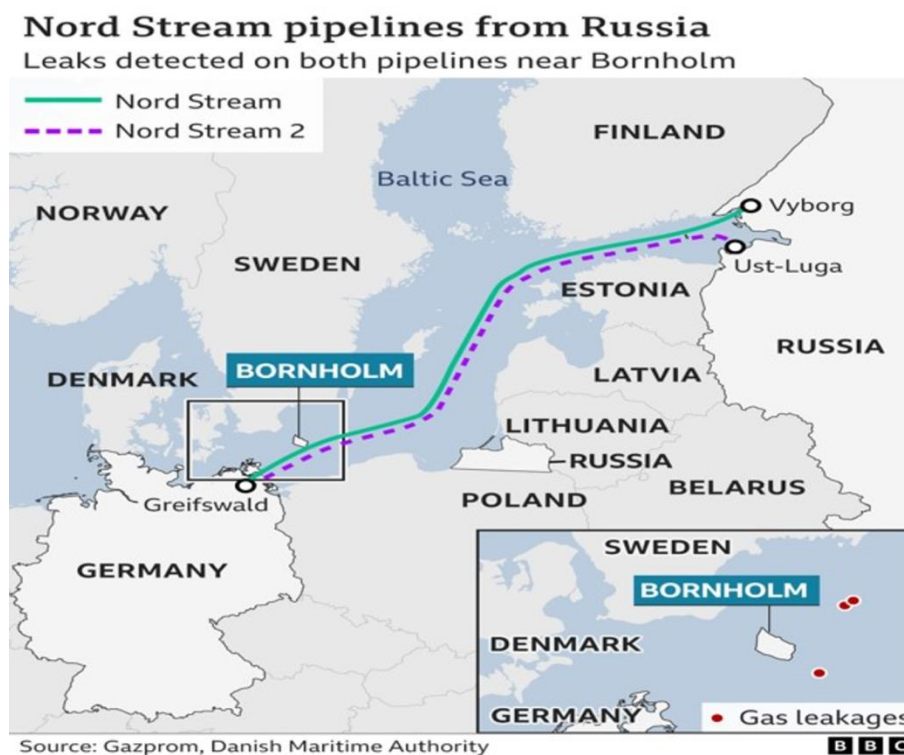 Nord Stream pipelines from Russia
Leaks detected on both pipelines near Bornholm
Nord Stream
Nord Stream 2
FINLAND
Baltic Sea
NORWAY
Vyborg
SWEDEN
Ust-Luga
ESTONIA
RUSSIA
DENMARK
BORNHOLM
LATVIA
LITHUANIA
RUSSIA
BELARUS
Greifswald
POLAND
GERMANY
SWEDEN
BORNHOLM
DENMARK
GERMANY
Gas leakages
Source: Gazprom, Danish Maritime Authority
BBC